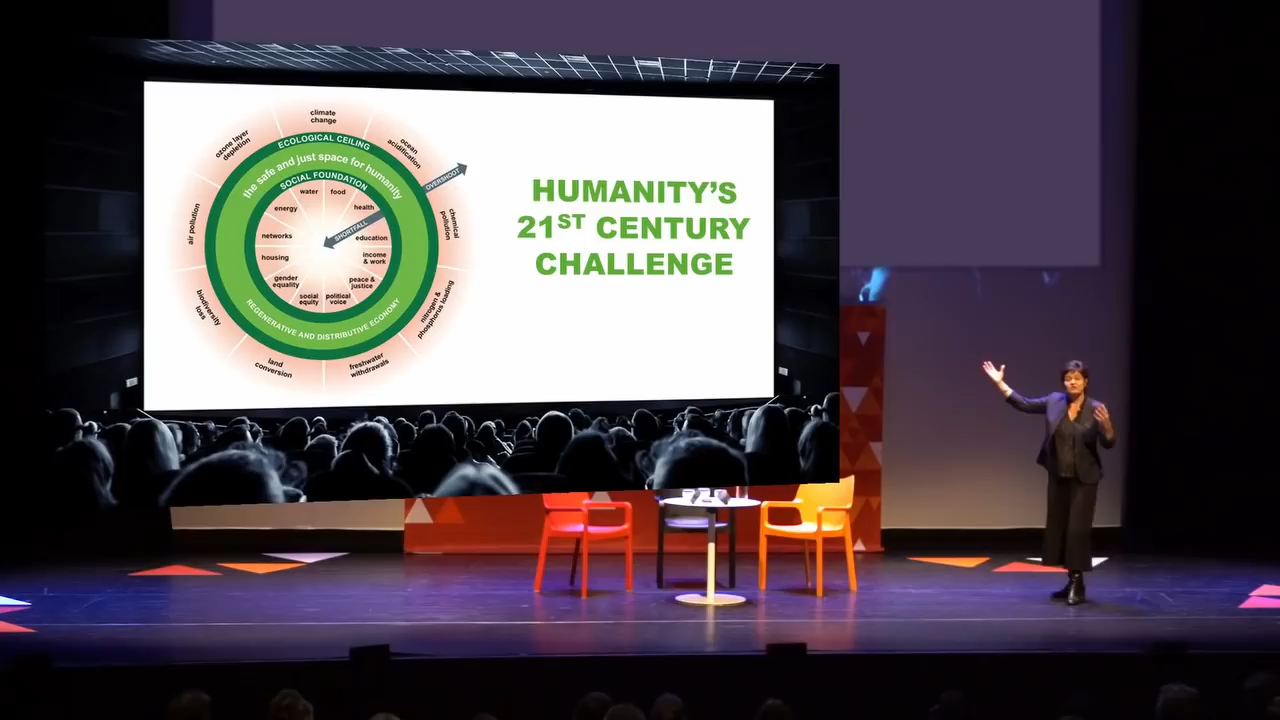 climate
change
ocean
acidification
chemical
pollution
nitrogen &
phosphorus loading
freshwater
withdrawals
land
conversion
biodiversity
loss
air pollution
ozone layer
depletion
ECOLOGICAL CEILING
the safe and just space for humanity
SOCIAL FOUNDATION
OVERSHOOT
SHORTFALL
water
food
health
education
income
& work
peace &
justice
political
voice
social
equity
gender
equality
housing
networks
energy
REGENERATIVE AND DISTRIBUTIVE ECONOMY
HUMANITY’S
21ST CENTURY
CHALLENGE